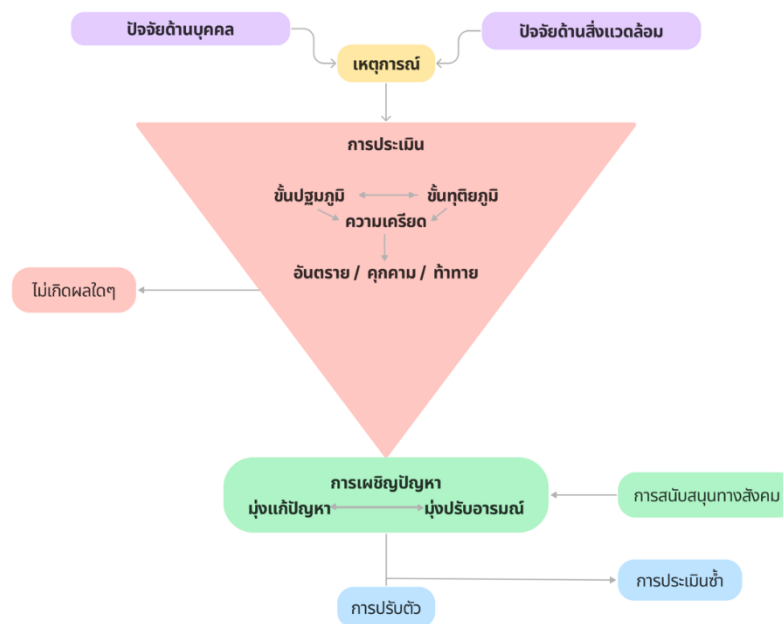 ปัจจัยด้านบุคคล
ปัจจัยด้านสิ่งแวดล้อม
เหตุการณ์
การประเมิน
ขั้นปฐมภูมิ
ขั้นทุติยภูมิ
ความเครียด
อันตราย / คุกคาม / ท้าทาย
ไม่เกิดผลใดๆ
การเผชิญปัญหา
มุ่งแก้ปัญหา
มุ่งปรับอารมณ์
การสนับสนุนทางสังคม
การประเมินซ้ำ
การปรับตัว